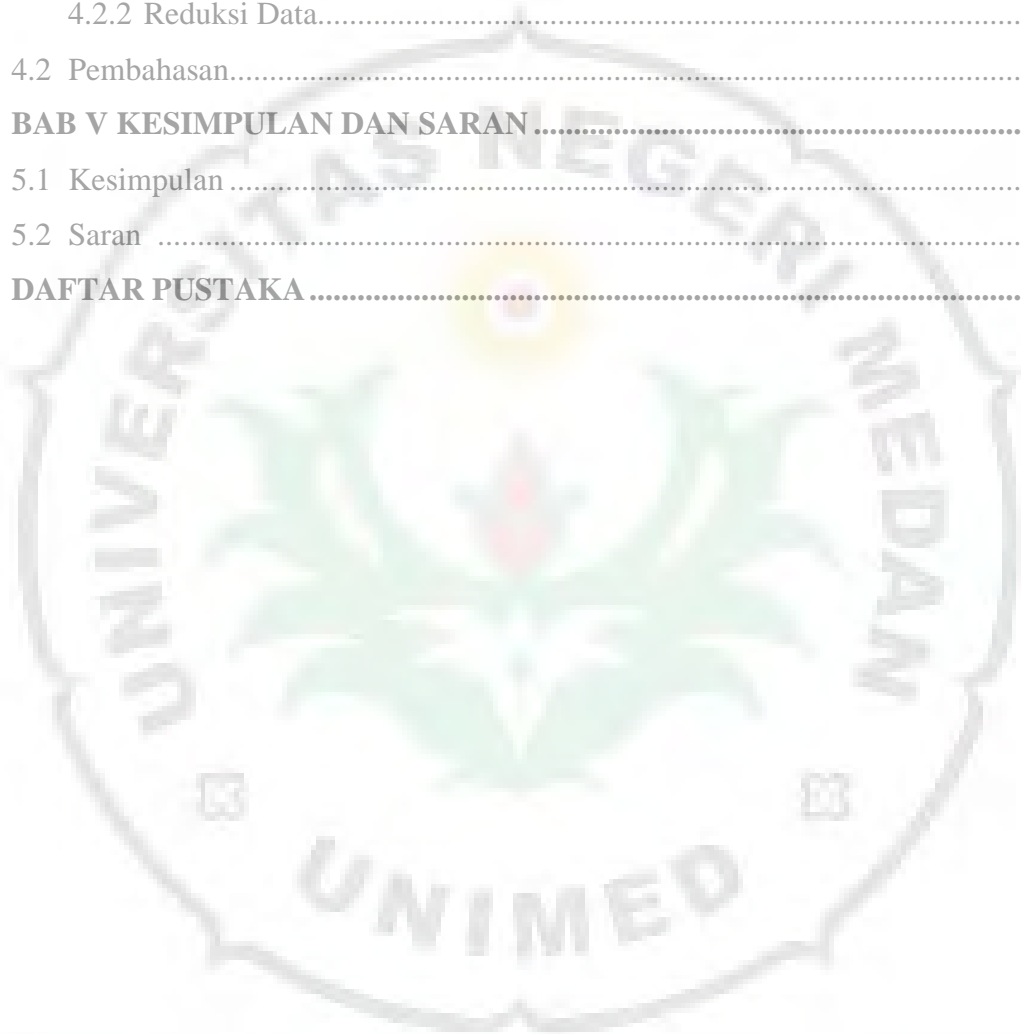 4.2.2 Reduksi Data....................................................................................
4.2 Pembahasan..................................................................................................
BAB V KESIMPULAN DAN SARAN............................................................
5.1 Kesimpulan..................................................................................................
5.2 Saran ...........................................................................................................
DAFTAR PUSTAKA.......................................................................................
UNIVERSITAS NEGERI MEDAN
UNIMED